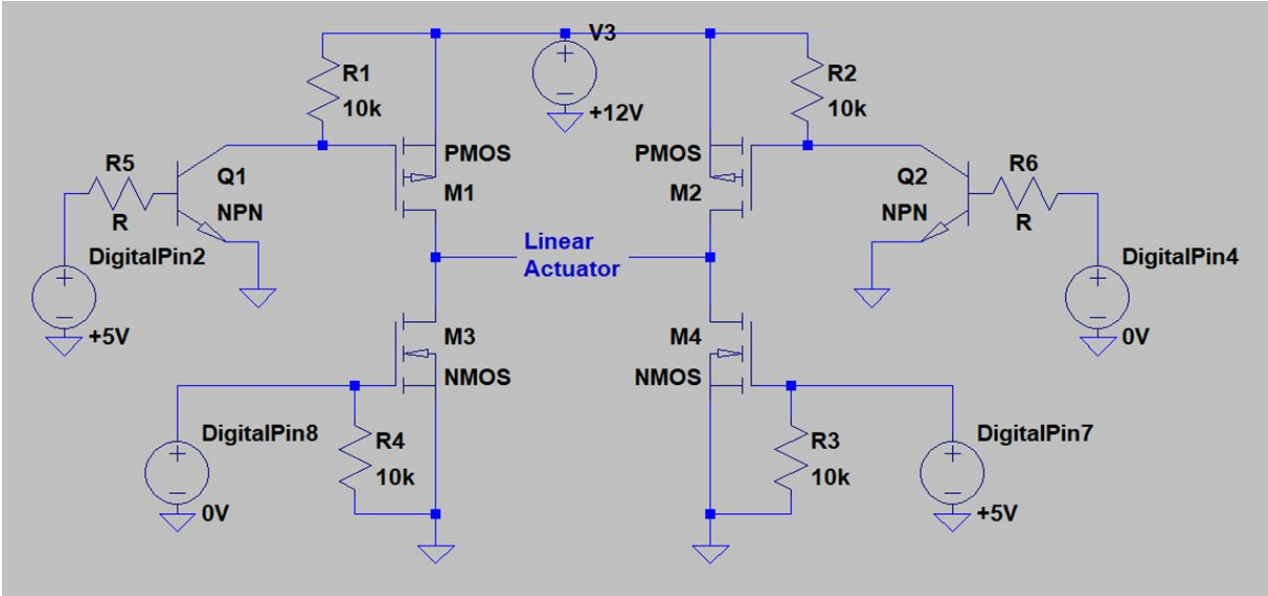 V3
R1
10k
+12V
R2
10k
PMOS
M1
PMOS
M2
R5
R
Q1
NPN
DigitalPin2
+5V
Q2
NPN
R6
R
DigitalPin4
0V
Linear
Actuator
M3
NMOS
M4
NMOS
DigitalPin8
0V
R4
10k
R3
10k
DigitalPin7
+5V